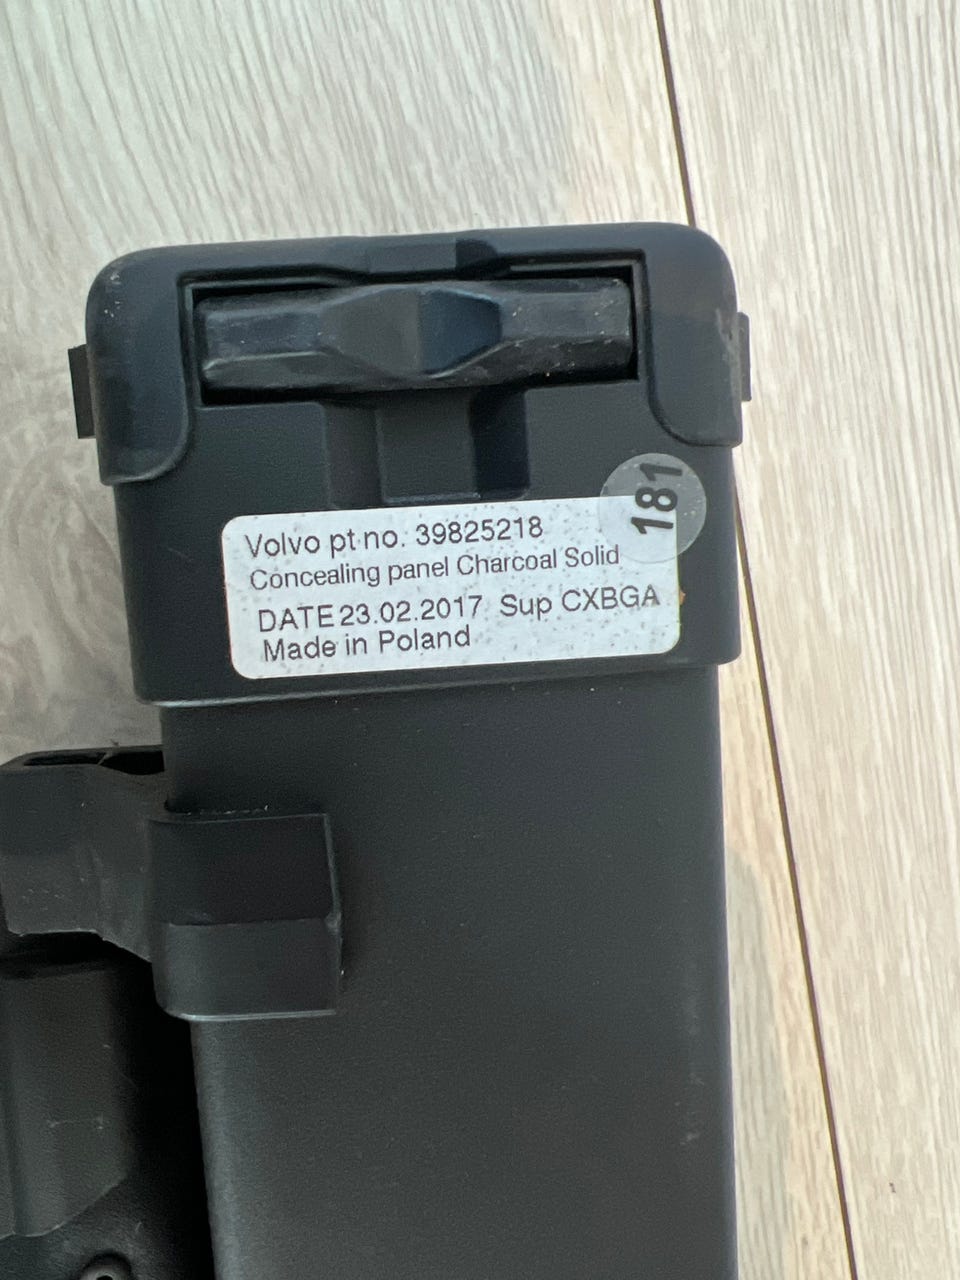 181
Volvo pt no. 39825218
Concealing panel Charcoal Solid
DATE 23.02.2017 Sup CXBGA
Made in Poland